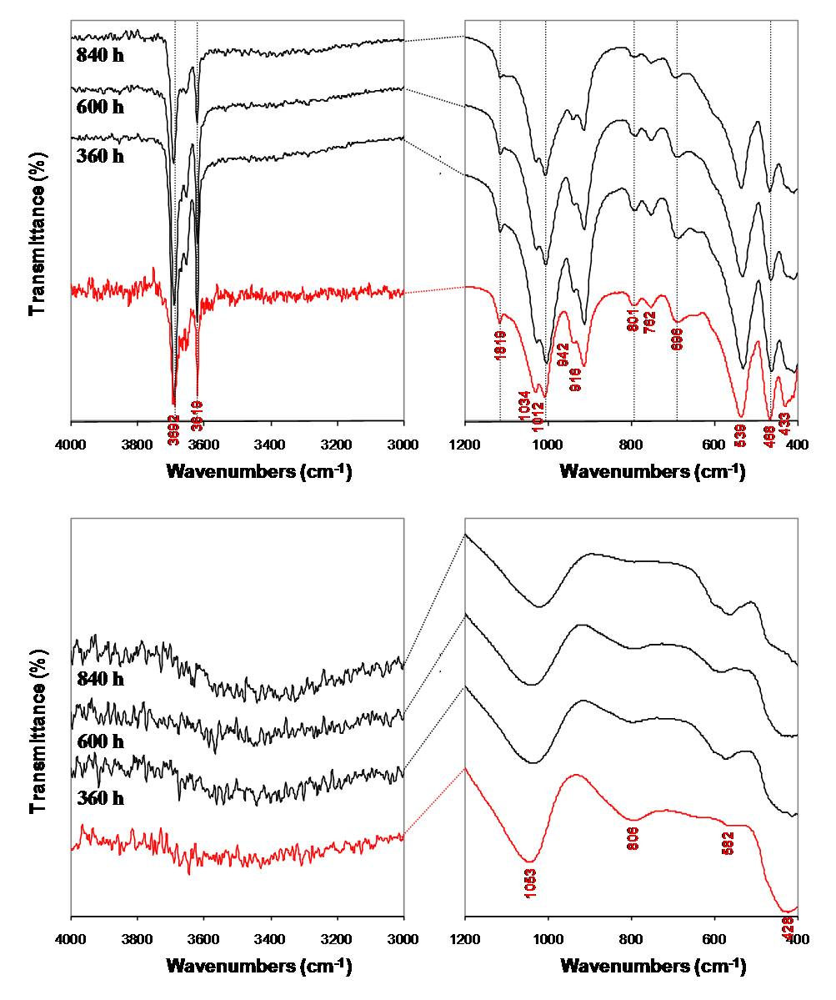 840 h
600 h
360 h
Transmittance (%)
3692
3619
1819
1034
1012
942
916
801
762
696
539
468
433
4000 3800 3600 3400 3200 3000
1200 1000 800 600 400
Wavenumbers (cm-1)
Wavenumbers (cm-1)
840 h
600 h
360 h
Transmittance (%)
1053
806
582
428
4000 3800 3600 3400 3200 3000
1200 1000 800 600 400
Wavenumbers (cm-1)
Wavenumbers (cm-1)